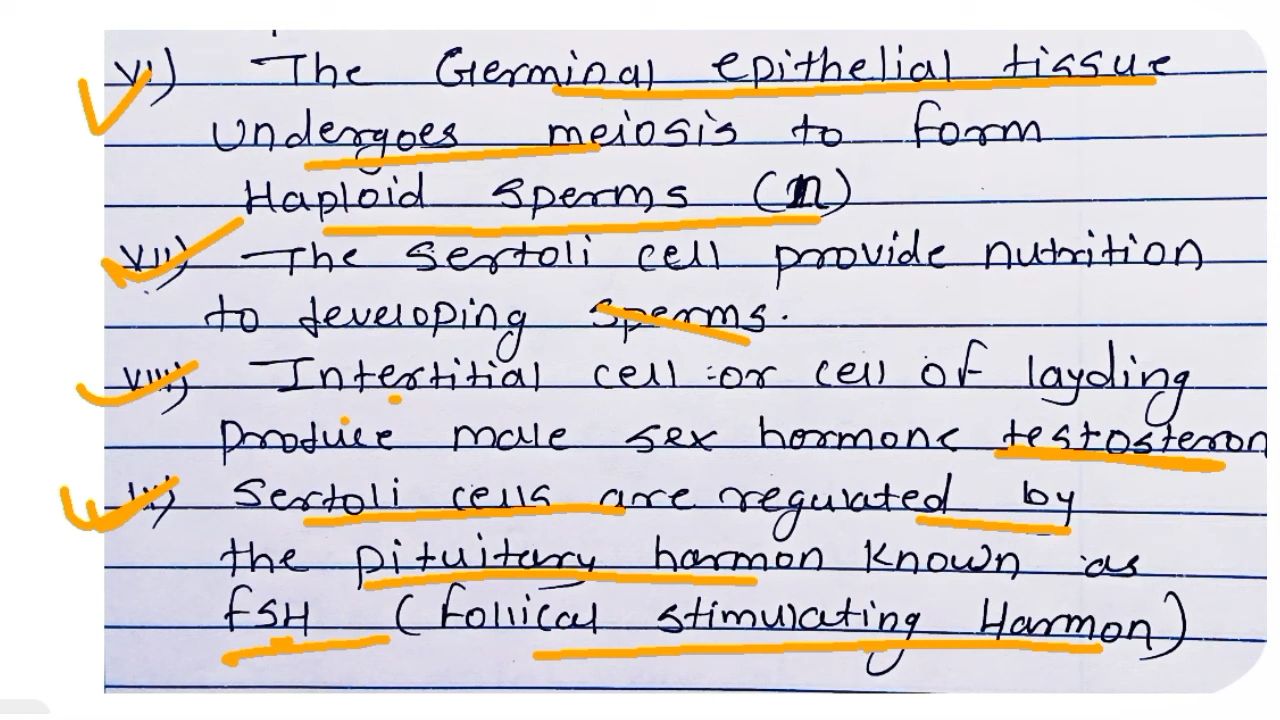 vi) The Germinal epithelial tissue
undergoes meiosis to form
Haploid sperms (n)
vii) The sertoli cell provide nutrition
to developing sperms.
viii) Intertitial cell or cell of layding
produce male sex hormone testosteron
ix) Sertoli cells are regulated by
the pituitary harmon known as
FSH (Follical stimulating Harmon)